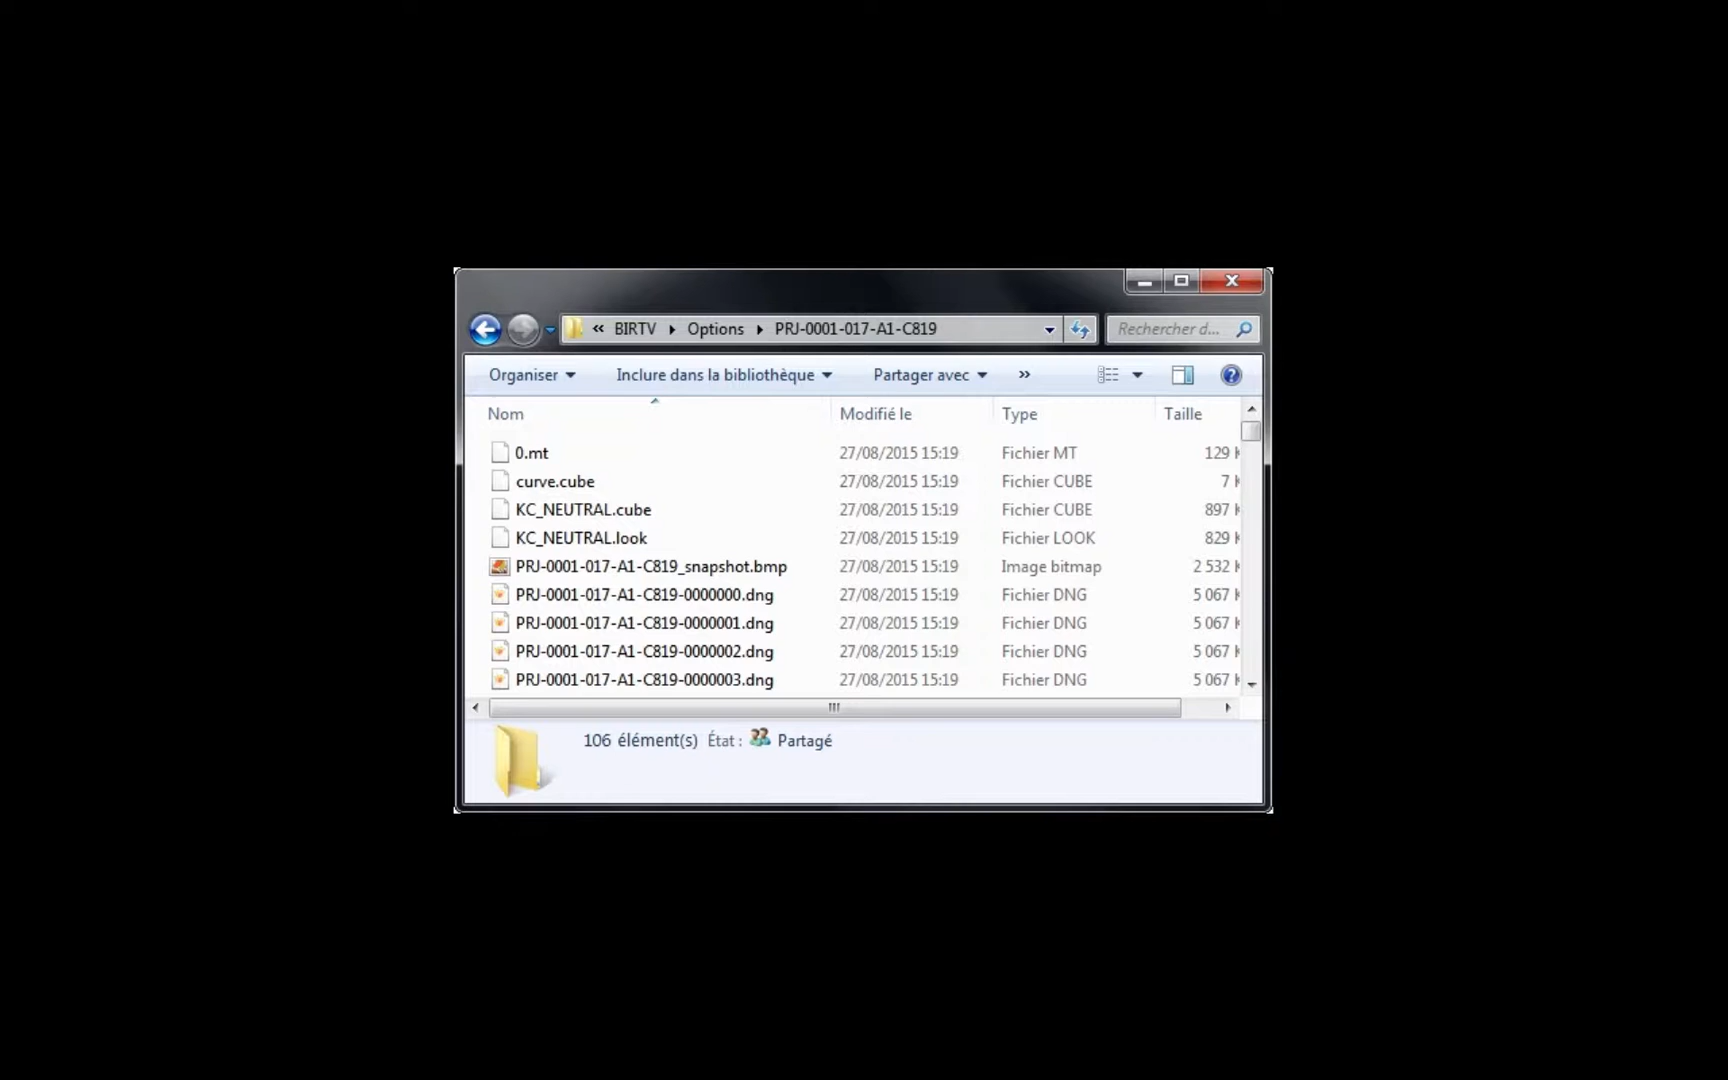 « BIRTV Options PRJ-0001-017-A1-C819 Rechercher d...
Organiser Inclure dans la bibliothèque Partager avec »
Nom Modifié le Type Taille
0.mt 27/08/2015 15:19 Fichier MT 129 K
curve.cube 27/08/2015 15:19 Fichier CUBE 7 K
KC_NEUTRAL.cube 27/08/2015 15:19 Fichier CUBE 897 K
KC_NEUTRAL.look 27/08/2015 15:19 Fichier LOOK 829 K
PRJ-0001-017-A1-C819_snapshot.bmp 27/08/2015 15:19 Image bitmap 2 532 K
PRJ-0001-017-A1-C819-0000000.dng 27/08/2015 15:19 Fichier DNG 5 067 K
PRJ-0001-017-A1-C819-0000001.dng 27/08/2015 15:19 Fichier DNG 5 067 K
PRJ-0001-017-A1-C819-0000002.dng 27/08/2015 15:19 Fichier DNG 5 067 K
PRJ-0001-017-A1-C819-0000003.dng 27/08/2015 15:19 Fichier DNG 5 067 K
106 élément(s) État : Partagé